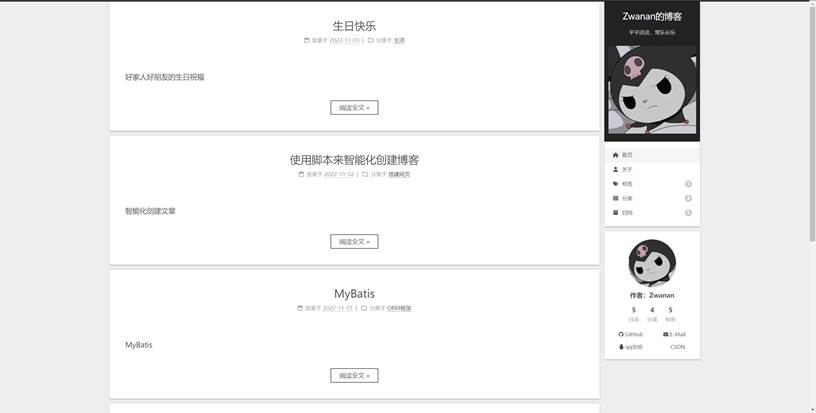 生日快乐
发表于 2022-11-03 | 分类于 生活
好家人好朋友的生日祝福
阅读全文 »
使用脚本来智能化创建博客
发表于 2022-11-02 | 分类于 搭建网页
智能化创建文章
阅读全文 »
MyBatis
发表于 2022-11-01 | 分类于 ORM框架
MyBatis
阅读全文 »
Zwanan的博客
平平淡淡、常乐长乐
首页
关于
标签
分类 4
归档
作者：Zwanan
5 4 5
日志 分类 标签
GitHub E-Mail
qq空间 CSDN